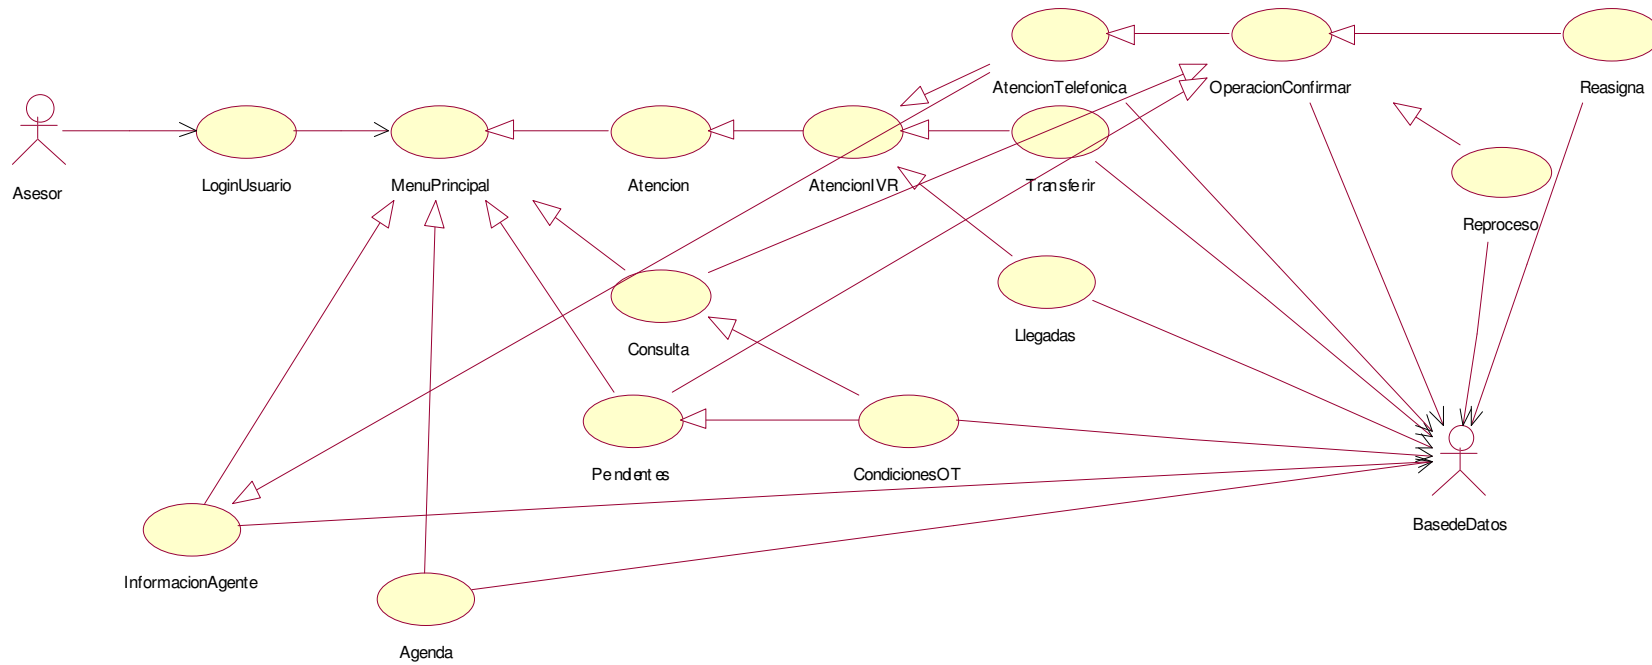 AtencionTelefonica
OperacionConfirmar
Reasigna
Asesor
LoginUsuario
MenuPrincipal
Atencion
AtencionIVR
Transferir
Reproceso
Consulta
Llegadas
Pendientes
CondicionesOT
BasedeDatos
InformacionAgente
Agenda